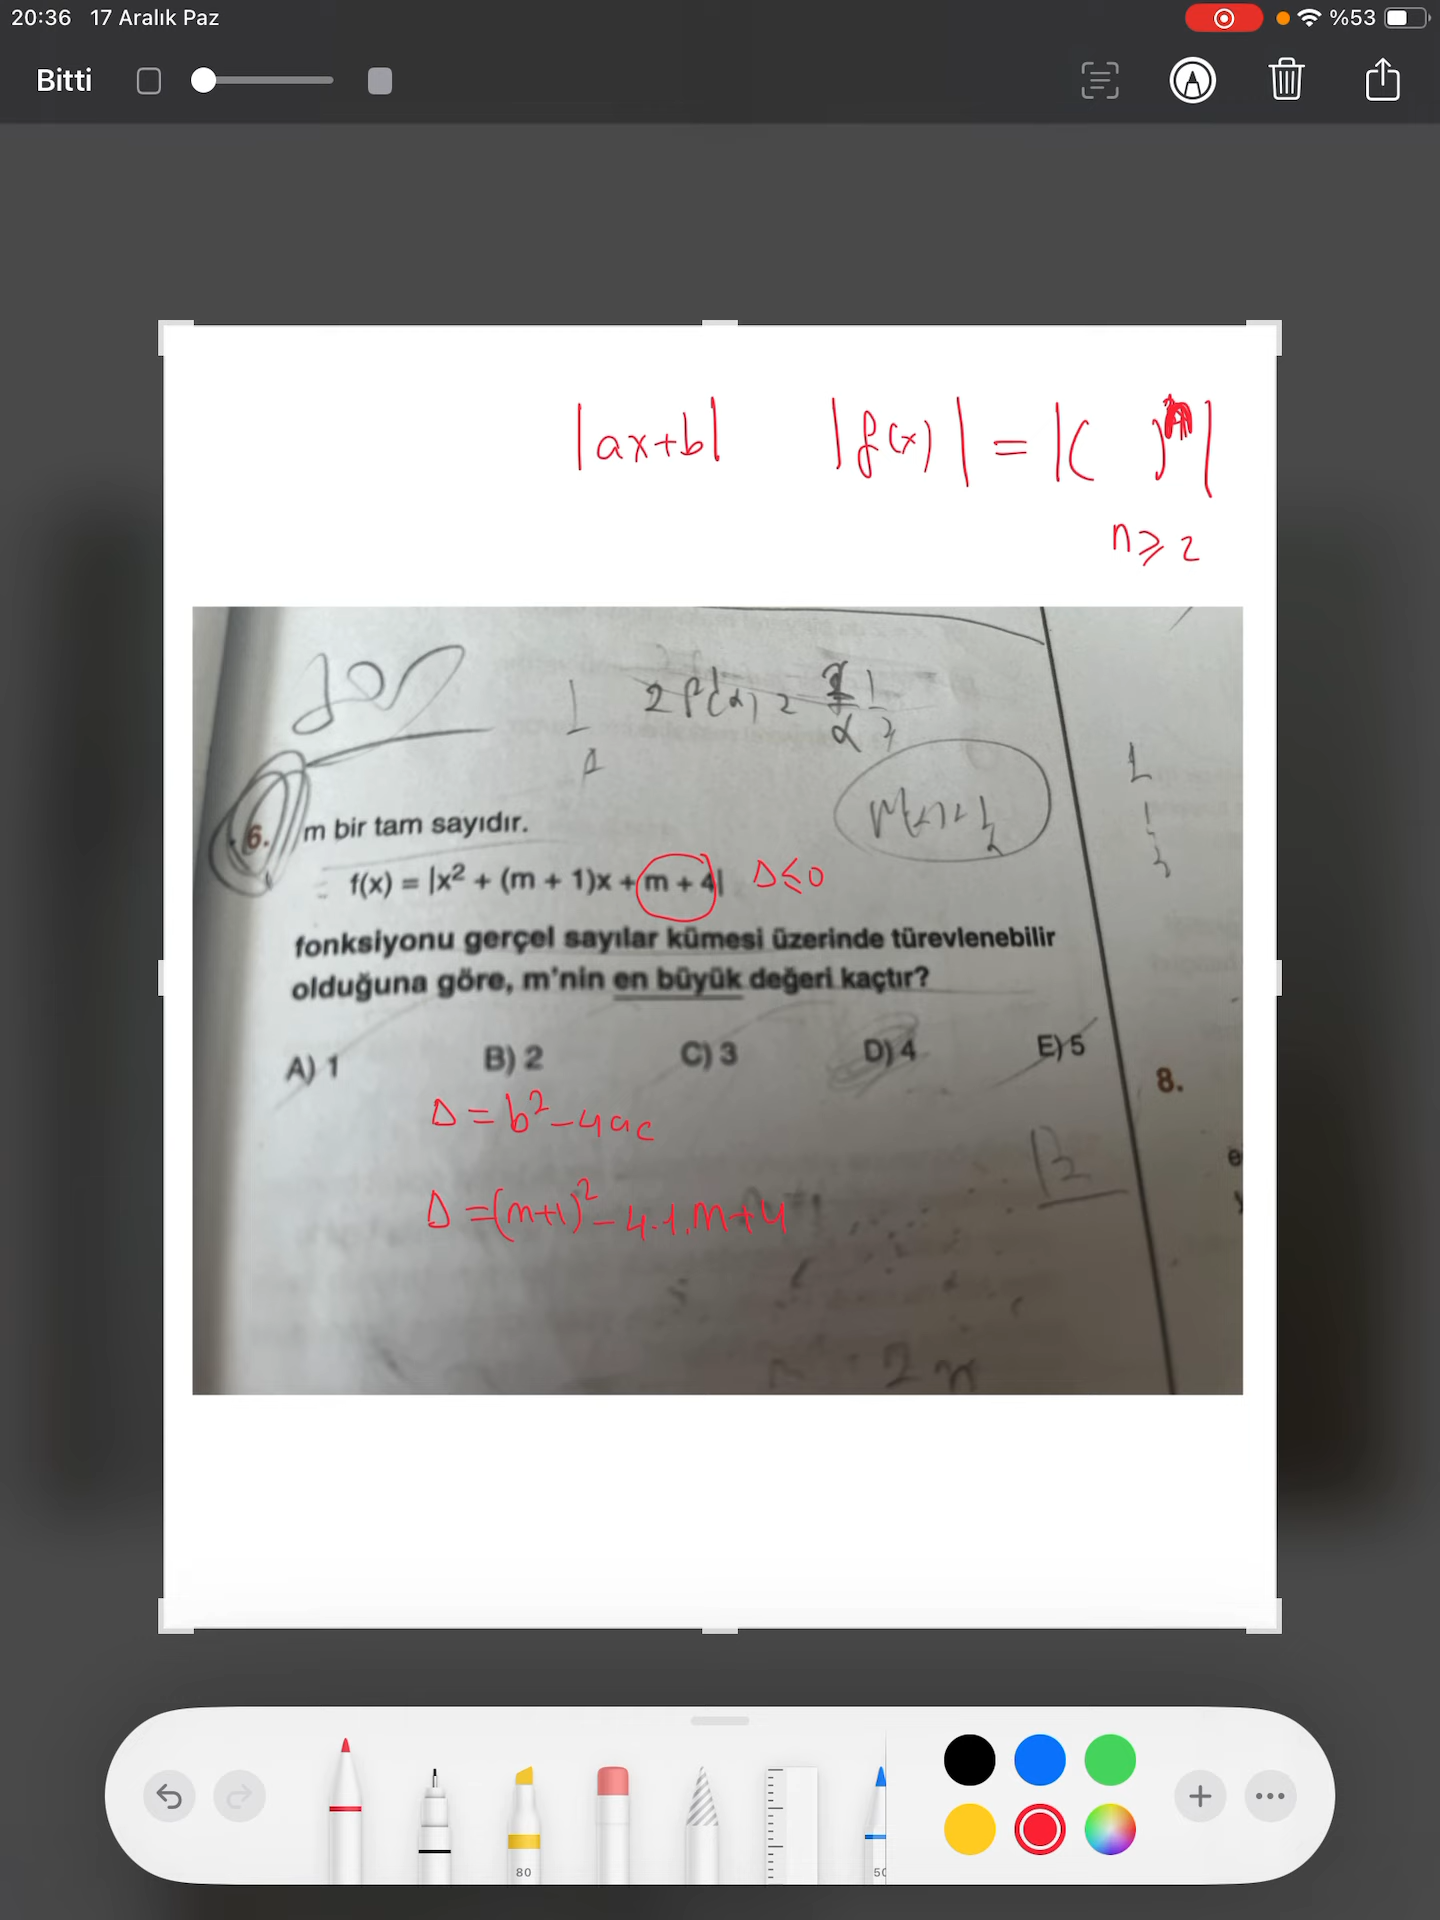 20:36 17 Aralık Paz
%53
Bitti
|ax+b| |f(x)| = |( )ⁿ|
n ⩾ 2
6. m bir tam sayıdır.
f(x) = |x² + (m + 1)x + m + 4| Δ⩽0
fonksiyonu gerçel sayılar kümesi üzerinde türevlenebilir
olduğuna göre, m'nin en büyük değeri kaçtır?
A) 1 B) 2 C) 3 D) 4 E) 5
8.
Δ = b² - 4ac
Δ = (m+1)² - 4.1.m+4
80
50